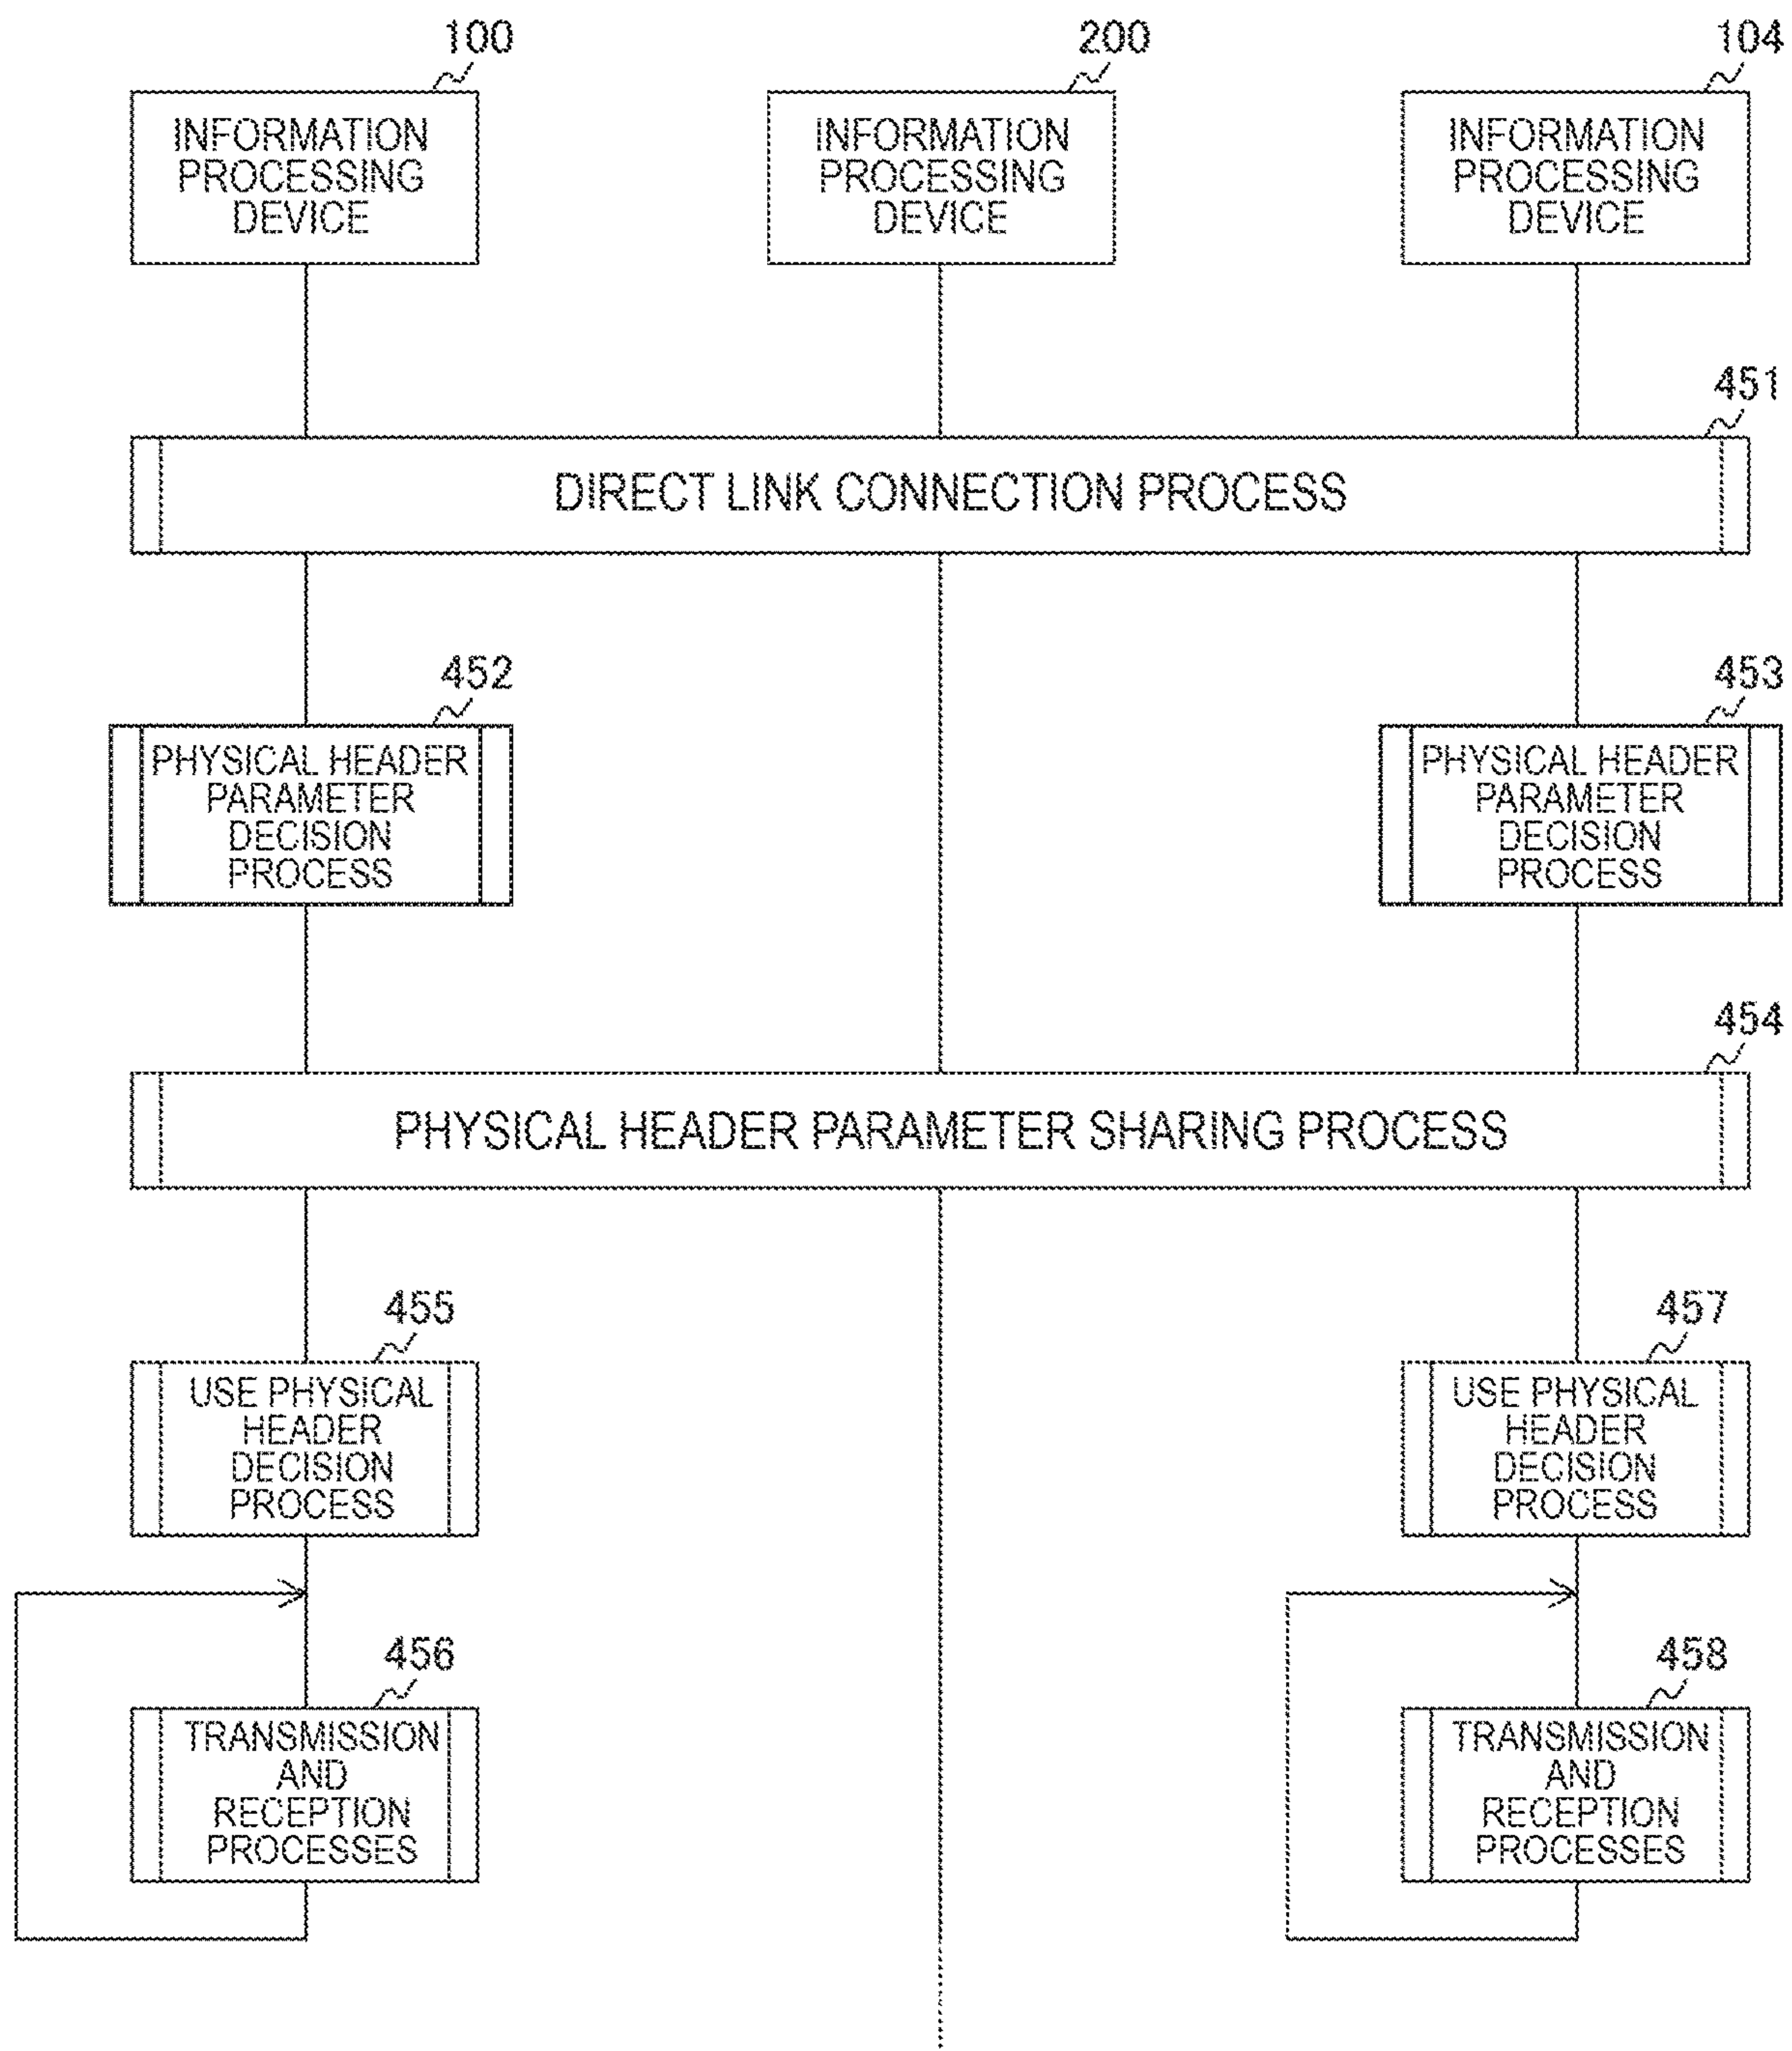 100
200
104
INFORMATION
PROCESSING
DEVICE
INFORMATION
PROCESSING
DEVICE
INFORMATION
PROCESSING
DEVICE
451
DIRECT LINK CONNECTION PROCESS
452
453
PHYSICAL HEADER
PARAMETER
DECISION
PROCESS
PHYSICAL HEADER
PARAMETER
DECISION
PROCESS
454
PHYSICAL HEADER PARAMETER SHARING PROCESS
455
457
USE PHYSICAL
HEADER
DECISION
PROCESS
USE PHYSICAL
HEADER
DECISION
PROCESS
456
458
TRANSMISSION
AND
RECEPTION
PROCESSES
TRANSMISSION
AND
RECEPTION
PROCESSES